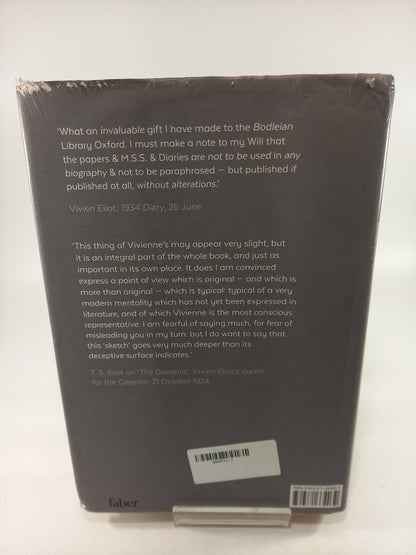 'What an invaluable gift I have made to the Bodleian
Library Oxford. I must make a note to my Will that
the papers & M.S.S. & Diaries are not to be used in any
biography & not to be paraphrased – but published if
published at all, without alterations.'
Vivien Eliot, 1934 Diary, 26 June
'This thing of Vivienne's may appear very slight, but
it is an integral part of the whole book, and just as
important in its own place. It does I am convinced
express a point of view which is original – and which is
more than original – which is typical: typical of a very
modern mentality which has not yet been expressed in
literature, and of which Vivienne is the most conscious
representative. I am fearful of saying much, for fear of
misleading you in my turn: but I do want to say that
this 'sketch' goes very much deeper than its
deceptive surface indicates.'
T. S. Eliot on 'Thé Dansant', Vivien Eliot's sketch
for the Criterion, 21 October 1924
faber